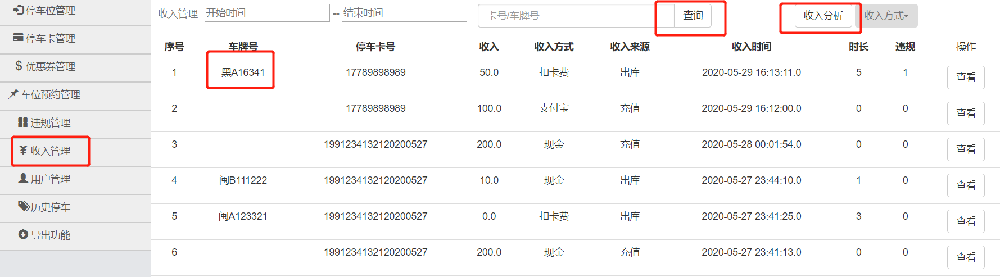 停车位管理
停车卡管理
优惠券管理
车位预约管理
违规管理
收入管理
用户管理
历史停车
导出功能
收入管理 开始时间 -- 结束时间 卡号/车牌号 查询 收入分析 收入方式
序号 车牌号 停车卡号 收入 收入方式 收入来源 收入时间 时长 违规 操作
1 黑A16341 17789898989 50.0 扣卡费 出库 2020-05-29 16:13:11.0 5 1 查看
2 17789898989 100.0 支付宝 充值 2020-05-29 16:12:00.0 0 0 查看
3 1991234132120200527 200.0 现金 充值 2020-05-28 00:01:54.0 0 0 查看
4 闽B111222 1991234132120200527 10.0 现金 出库 2020-05-27 23:44:10.0 1 0 查看
5 闽A123321 1991234132120200527 0.0 扣卡费 出库 2020-05-27 23:41:25.0 3 0 查看
6 1991234132120200527 200.0 现金 充值 2020-05-27 23:41:13.0 0 0 查看